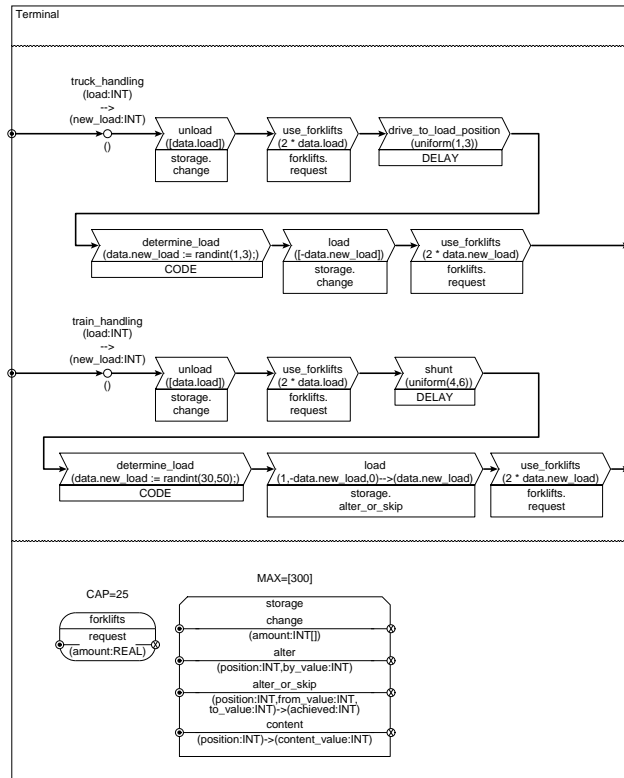 Terminal
truck_handling
(load:INT)
-->
(new_load:INT)
()
unload
([data.load])
storage.
change
use_forklifts
(2 * data.load)
forklifts.
request
drive_to_load_position
(uniform(1,3))
DELAY
determine_load
(data.new_load := randint(1,3);)
CODE
load
([-data.new_load])
storage.
change
use_forklifts
(2 * data.new_load)
forklifts.
request
train_handling
(load:INT)
-->
(new_load:INT)
()
unload
([data.load])
storage.
change
use_forklifts
(2 * data.load)
forklifts.
request
shunt
(uniform(4,6))
DELAY
determine_load
(data.new_load := randint(30,50);)
CODE
load
(1,-data.new_load,0)-->(data.new_load)
storage.
alter_or_skip
use_forklifts
(2 * data.new_load)
forklifts.
request
CAP=25
forklifts
request
(amount:REAL)
MAX=[300]
storage
change
(amount:INT[])
alter
(position:INT,by_value:INT)
alter_or_skip
(position:INT,from_value:INT,
to_value:INT)->(achieved:INT)
content
(position:INT)->(content_value:INT)